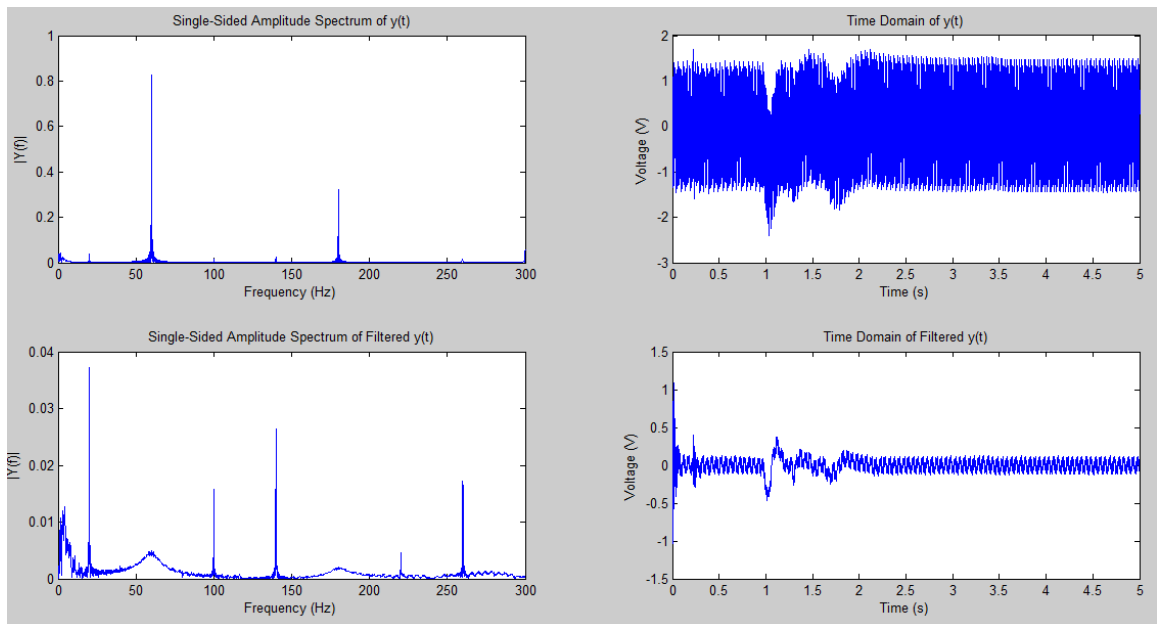 Single-Sided Amplitude Spectrum of y(t)
|Y(f)|
1
0.8
0.6
0.4
0.2
0
0 50 100 150 200 250 300
Frequency (Hz)
Time Domain of y(t)
Voltage (V)
2
1
0
-1
-2
-3
0 0.5 1 1.5 2 2.5 3 3.5 4 4.5 5
Time (s)
Single-Sided Amplitude Spectrum of Filtered y(t)
|Y(f)|
0.04
0.03
0.02
0.01
0
0 50 100 150 200 250 300
Frequency (Hz)
Time Domain of Filtered y(t)
Voltage (V)
1.5
1
0.5
0
-0.5
-1
-1.5
0 0.5 1 1.5 2 2.5 3 3.5 4 4.5 5
Time (s)